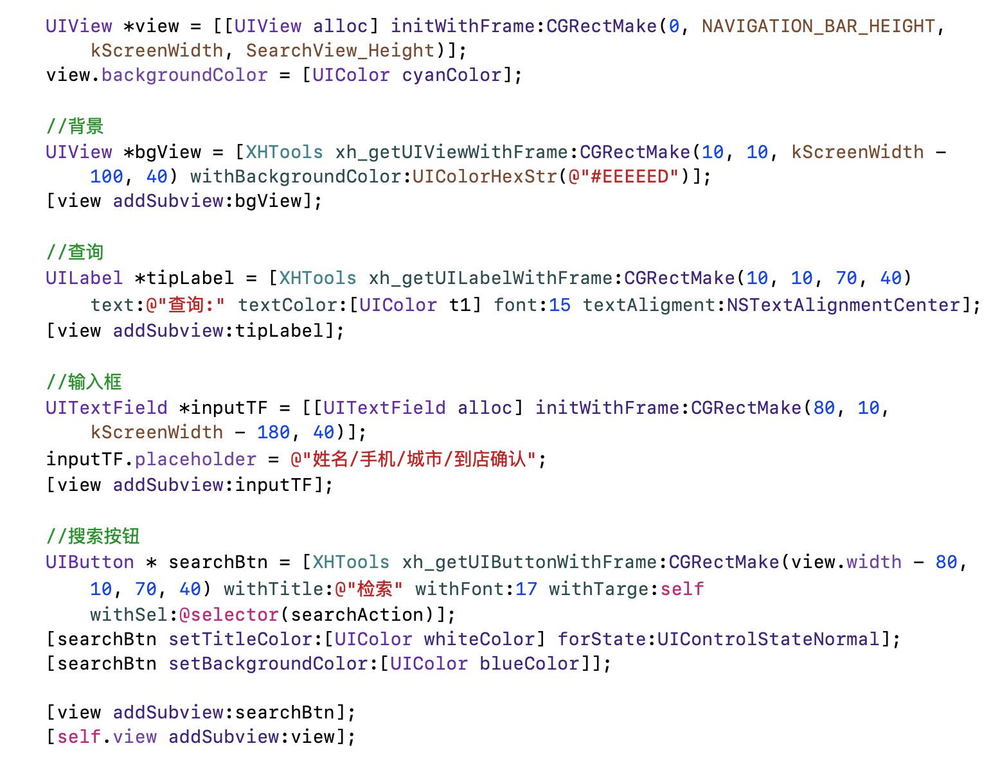 UIView *view = [[UIView alloc] initWithFrame:CGRectMake(0, NAVIGATION_BAR_HEIGHT,
kScreenWidth, SearchView_Height)];
view.backgroundColor = [UIColor cyanColor];
//背景
UIView *bgView = [XHTools xh_getUIViewWithFrame:CGRectMake(10, 10, kScreenWidth -
100, 40) withBackgroundColor:UIColorHexStr(@"#EEEEED")];
[view addSubview:bgView];
//查询
UILabel *tipLabel = [XHTools xh_getUILabelWithFrame:CGRectMake(10, 10, 70, 40)
text:@"查询:" textColor:[UIColor t1] font:15 textAligment:NSTextAlignmentCenter];
[view addSubview:tipLabel];
//输入框
UITextField *inputTF = [[UITextField alloc] initWithFrame:CGRectMake(80, 10,
kScreenWidth - 180, 40)];
inputTF.placeholder = @"姓名/手机/城市/到店确认";
[view addSubview:inputTF];
//搜索按钮
UIButton * searchBtn = [XHTools xh_getUIButtonWithFrame:CGRectMake(view.width - 80,
10, 70, 40) withTitle:@"检索" withFont:17 withTarge:self
withSel:@selector(searchAction)];
[searchBtn setTitleColor:[UIColor whiteColor] forState:UIControlStateNormal];
[searchBtn setBackgroundColor:[UIColor blueColor]];
[view addSubview:searchBtn];
[self.view addSubview:view];